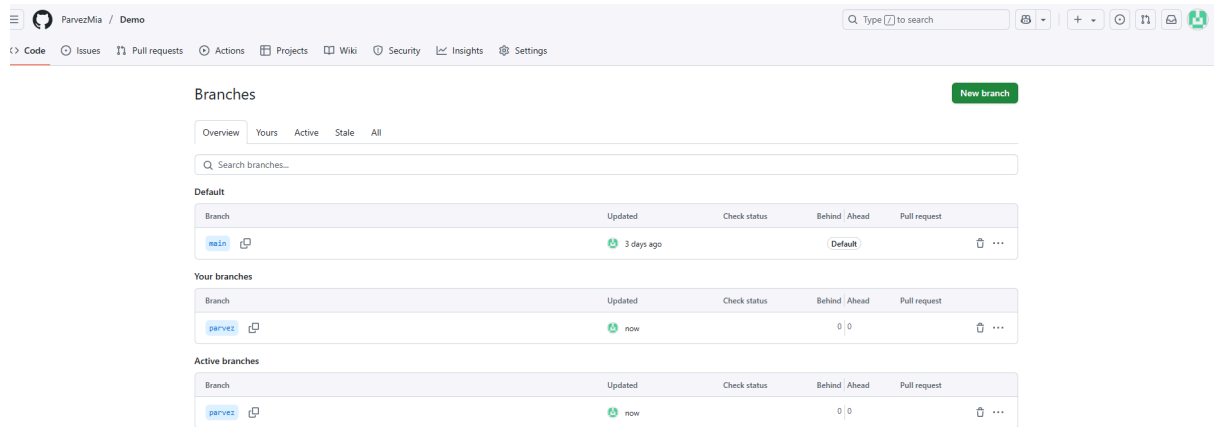 ParvezMia / Demo
Type / to search
Code Issues Pull requests Actions Projects Wiki Security Insights Settings
Branches
New branch
Overview Yours Active Stale All
Search branches...
Default
Branch Updated Check status Behind Ahead Pull request
main 3 days ago Default
Your branches
Branch Updated Check status Behind Ahead Pull request
parvez now 0 0
Active branches
Branch Updated Check status Behind Ahead Pull request
parvez now 0 0